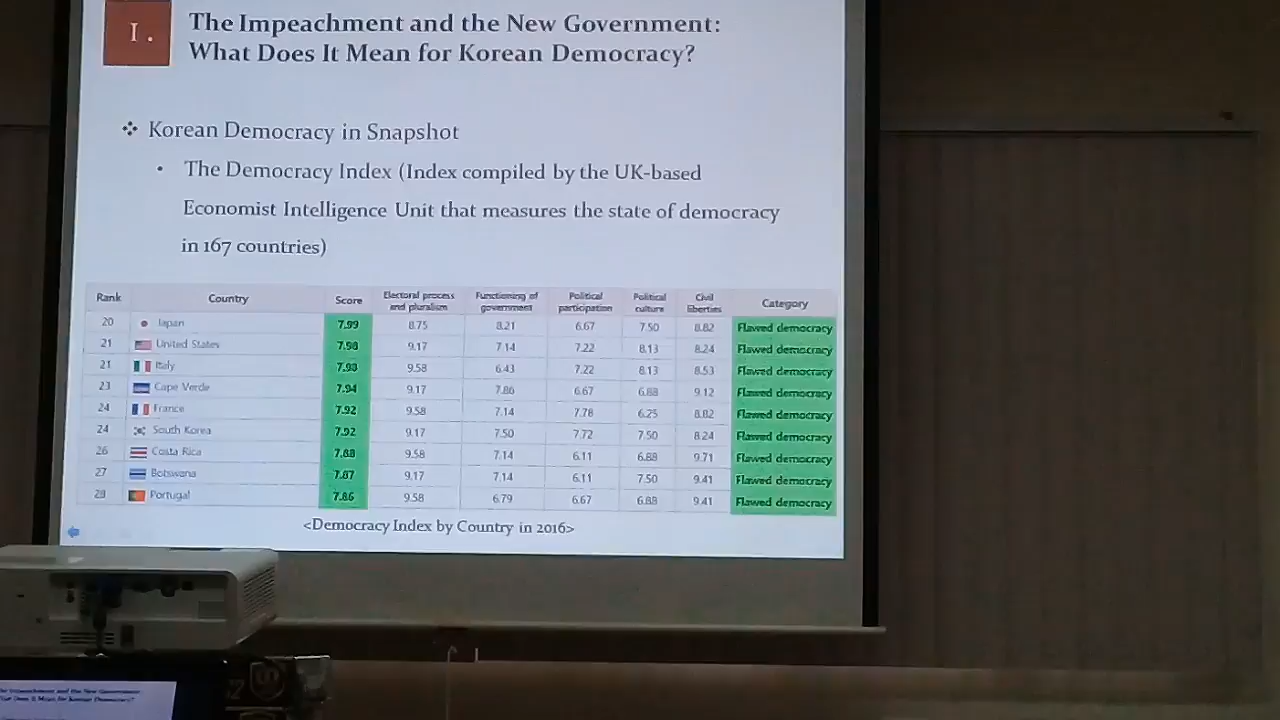 I.
The Impeachment and the New Government:
What Does It Mean for Korean Democracy?
Korean Democracy in Snapshot
The Democracy Index (Index compiled by the UK-based
Economist Intelligence Unit that measures the state of democracy
in 167 countries)
Rank Country Score Electoral process and pluralism Functioning of government Political participation Political culture Civil liberties Category
20 Japan 7.99 8.75 8.21 6.67 7.50 8.82 Flawed democracy
21 United States 7.98 9.17 7.14 7.22 8.13 8.24 Flawed democracy
21 Italy 7.98 9.58 6.43 7.22 8.13 8.53 Flawed democracy
23 Cape Verde 7.94 9.17 7.86 6.67 6.88 9.12 Flawed democracy
24 France 7.92 9.58 7.14 7.78 6.25 8.82 Flawed democracy
24 South Korea 7.92 9.17 7.50 7.72 7.50 8.24 Flawed democracy
26 Costa Rica 7.88 9.58 7.14 6.11 6.88 9.71 Flawed democracy
27 Botswana 7.87 9.17 7.14 6.11 7.50 9.41 Flawed democracy
28 Portugal 7.86 9.58 6.79 6.67 6.88 9.41 Flawed democracy
<Democracy Index by Country in 2016>
Impeachment and the New Government
Does It Mean for Korean Democracy?